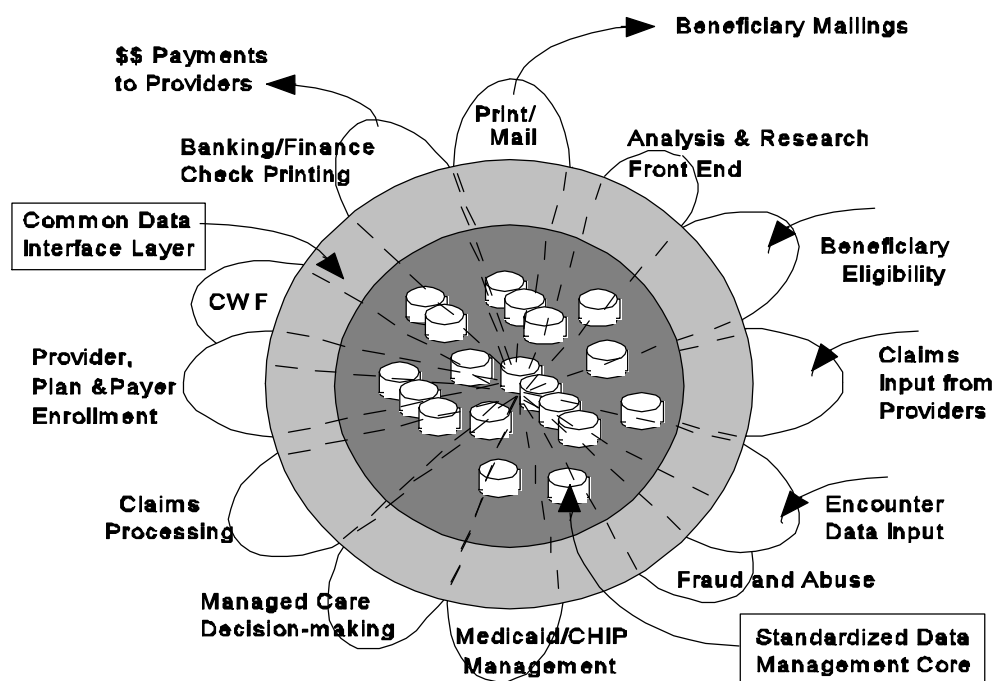 Beneficiary Mailings
$$ Payments
to Providers
Print/
Mail
Banking/Finance
Check Printing
Analysis & Research
Front End
Common Data
Interface Layer
Beneficiary
Eligibility
CWF
Provider,
Plan &Payer
Enrollment
Claims
Input from
Providers
Claims
Processing
Encounter
Data Input
Managed Care
Decision-making
Fraud and Abuse
Medicaid/CHIP
Management
Standardized Data
Management Core